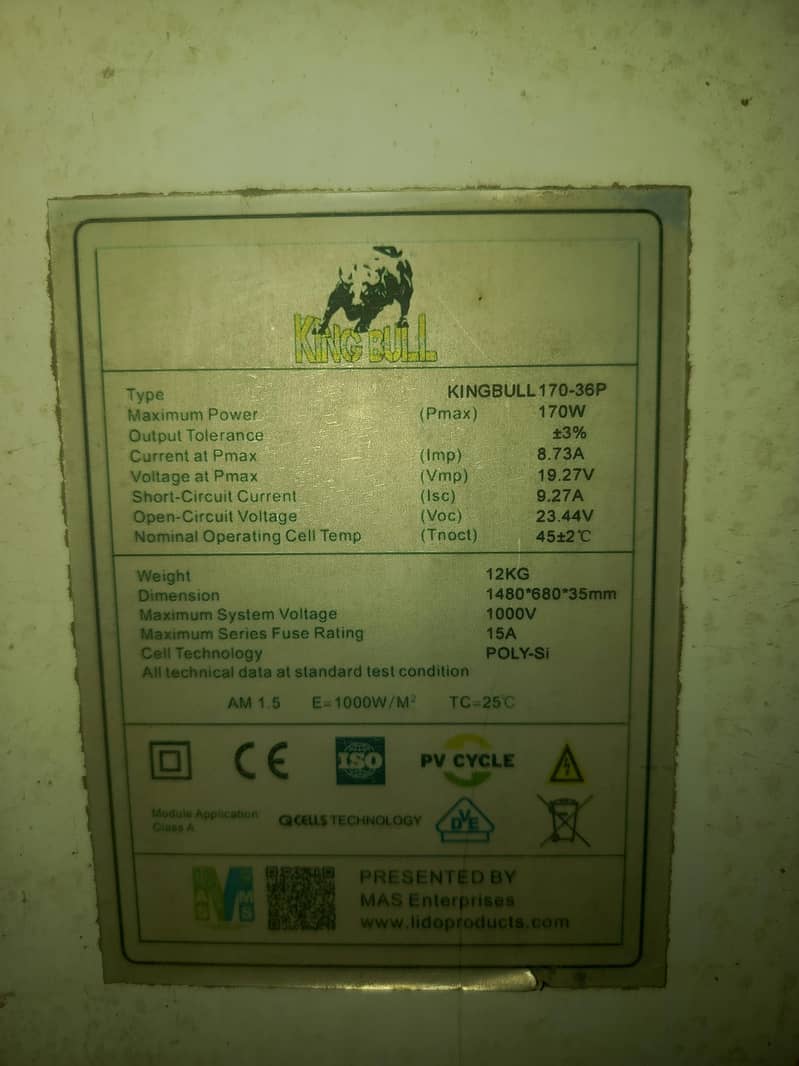 KING BULL
Type KINGBULL170-36P
Maximum Power (Pmax) 170W
Output Tolerance ±3%
Current at Pmax (Imp) 8.73A
Voltage at Pmax (Vmp) 19.27V
Short-Circuit Current (Isc) 9.27A
Open-Circuit Voltage (Voc) 23.44V
Nominal Operating Cell Temp (Tnoct) 45±2℃
Weight 12KG
Dimension 1480*680*35mm
Maximum System Voltage 1000V
Maximum Series Fuse Rating 15A
Cell Technology POLY-Si
All technical data at standard test condition
AM 1.5 E=1000W/M² TC=25℃
CE ISO PV CYCLE
Module Application
Class A
Q CELLS TECHNOLOGY
DVE
MAS
PRESENTED BY
MAS Enterprises
www.lidoproducts.com